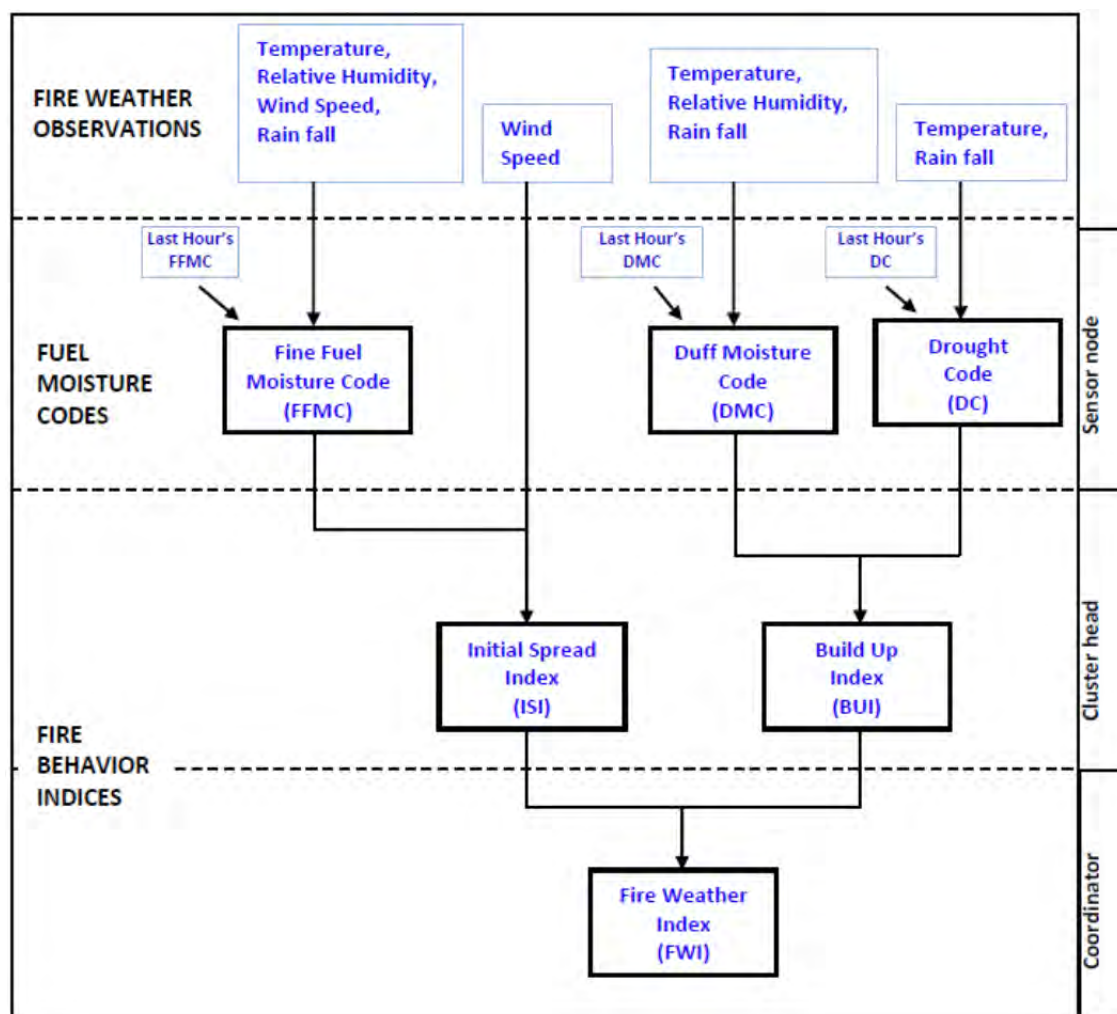 FIRE WEATHER
OBSERVATIONS
Temperature,
Relative Humidity,
Wind Speed,
Rain fall
Wind
Speed
Temperature,
Relative Humidity,
Rain fall
Temperature,
Rain fall
Last Hour's
FFMC
Last Hour's
DMC
Last Hour's
DC
FUEL
MOISTURE
CODES
Fine Fuel
Moisture Code
(FFMC)
Duff Moisture
Code
(DMC)
Drought
Code
(DC)
Sensor node
Initial Spread
Index
(ISI)
Build Up
Index
(BUI)
Cluster head
FIRE
BEHAVIOR
INDICES
Fire Weather
Index
(FWI)
Coordinator